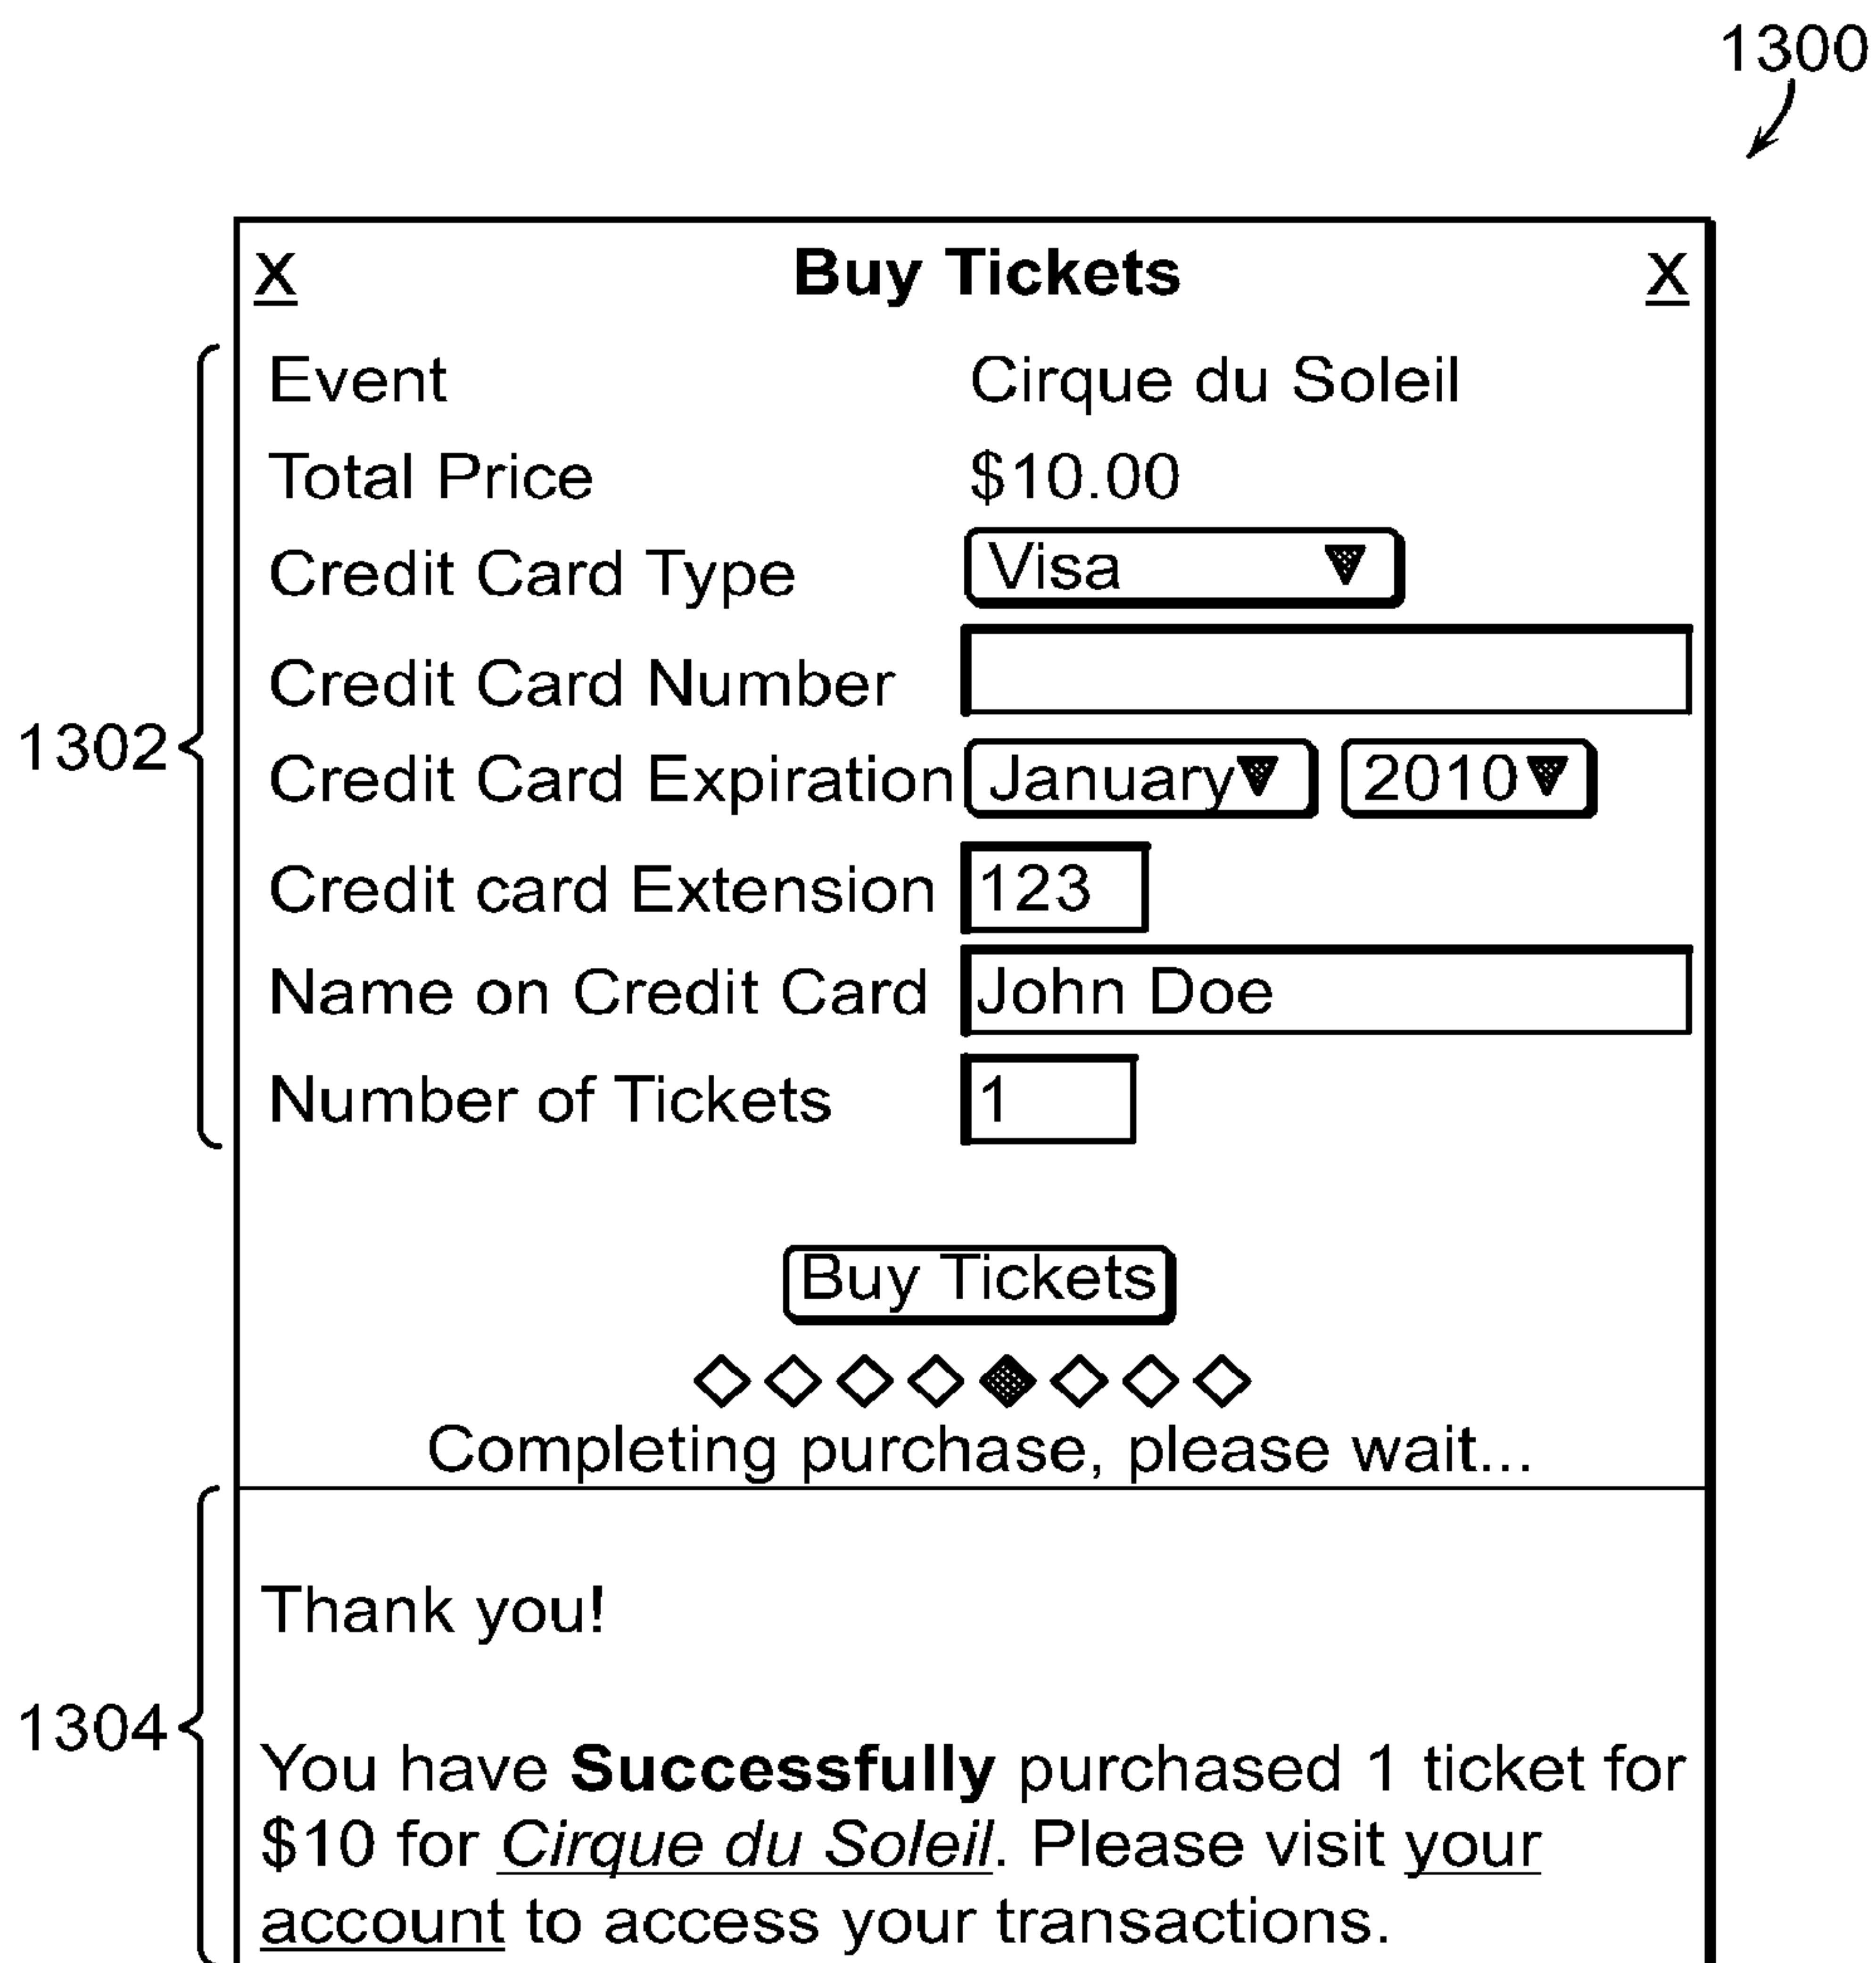 1300
X Buy Tickets X
Event Cirque du Soleil
Total Price $10.00
Credit Card Type Visa
Credit Card Number
1302
Credit Card Expiration January 2010
Credit card Extension 123
Name on Credit Card John Doe
Number of Tickets 1
Buy Tickets
Completing purchase, please wait...
Thank you!
1304
You have Successfully purchased 1 ticket for
$10 for Cirque du Soleil. Please visit your
account to access your transactions.